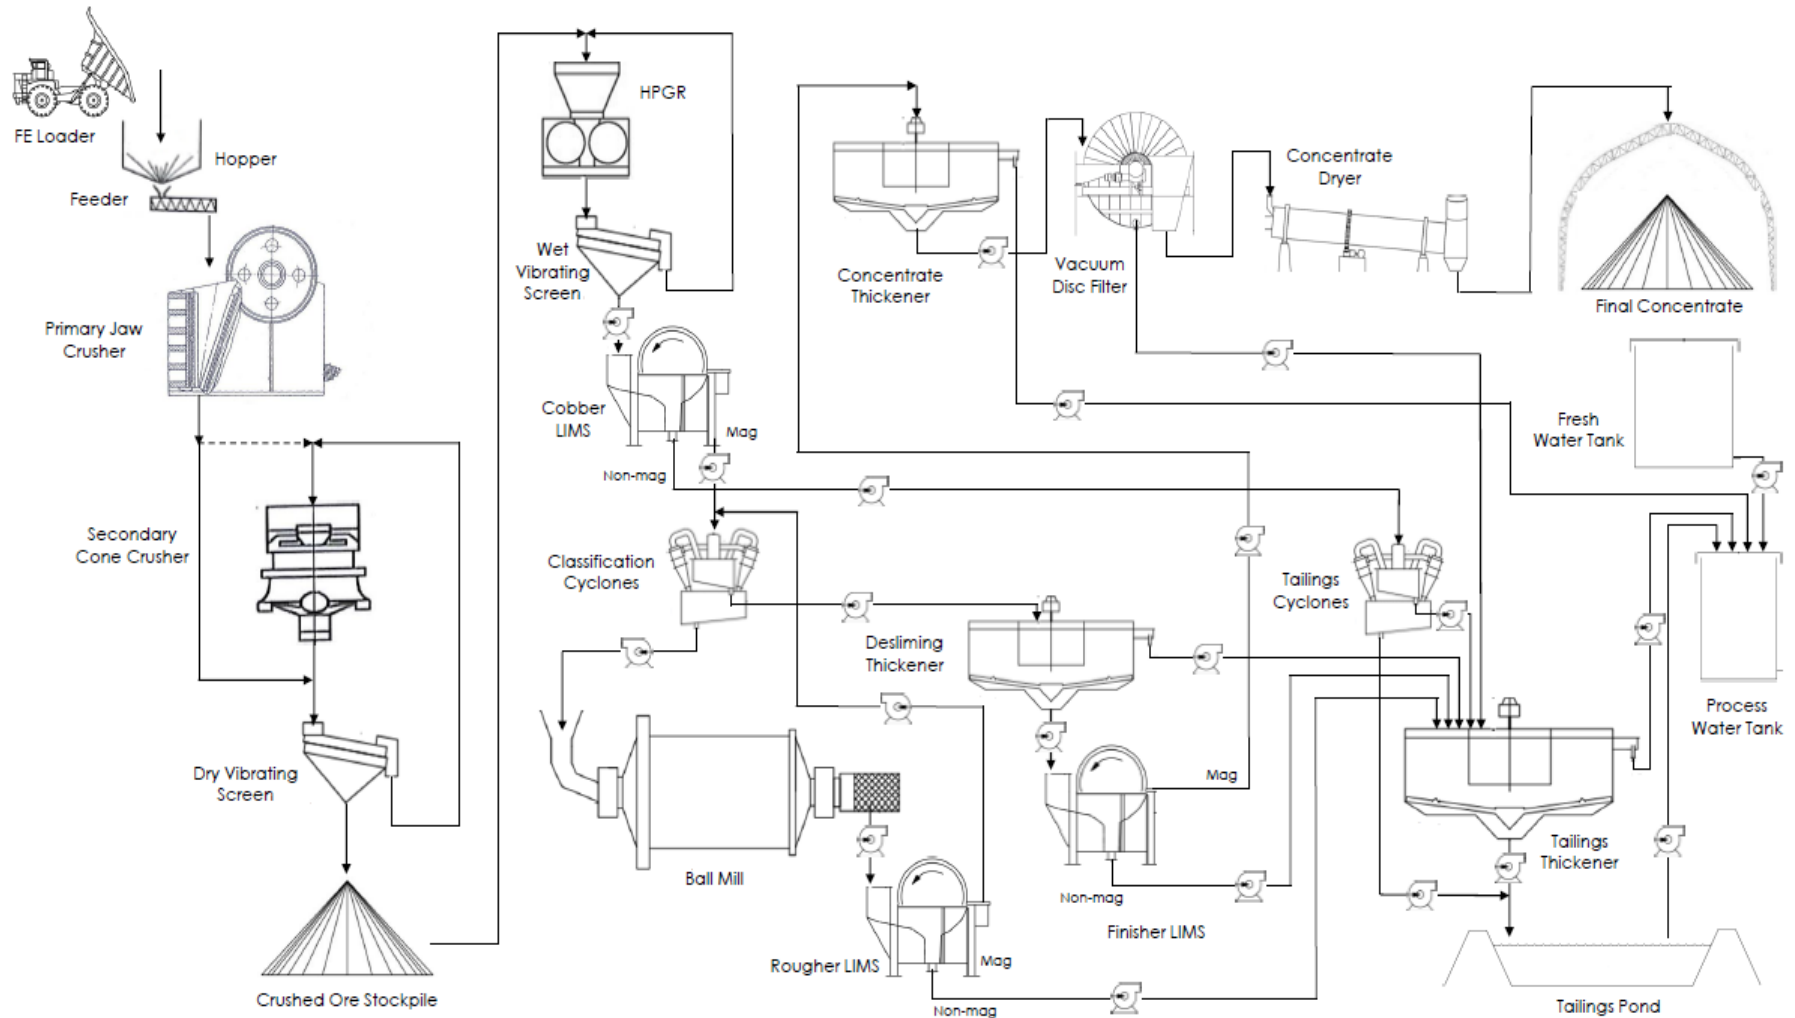 FE Loader
Hopper
Feeder
Primary Jaw
Crusher
Secondary
Cone Crusher
Dry Vibrating
Screen
Crushed Ore Stockpile
HPGR
Wet
Vibrating
Screen
Cobber
LIMS
Mag
Non-mag
Classification
Cyclones
Ball Mill
Rougher LIMS
Mag
Non-mag
Desliming
Thickener
Mag
Non-mag
Finisher LIMS
Concentrate
Thickener
Vacuum
Disc Filter
Concentrate
Dryer
Final Concentrate
Fresh
Water Tank
Tailings
Cyclones
Process
Water Tank
Tailings
Thickener
Tailings Pond